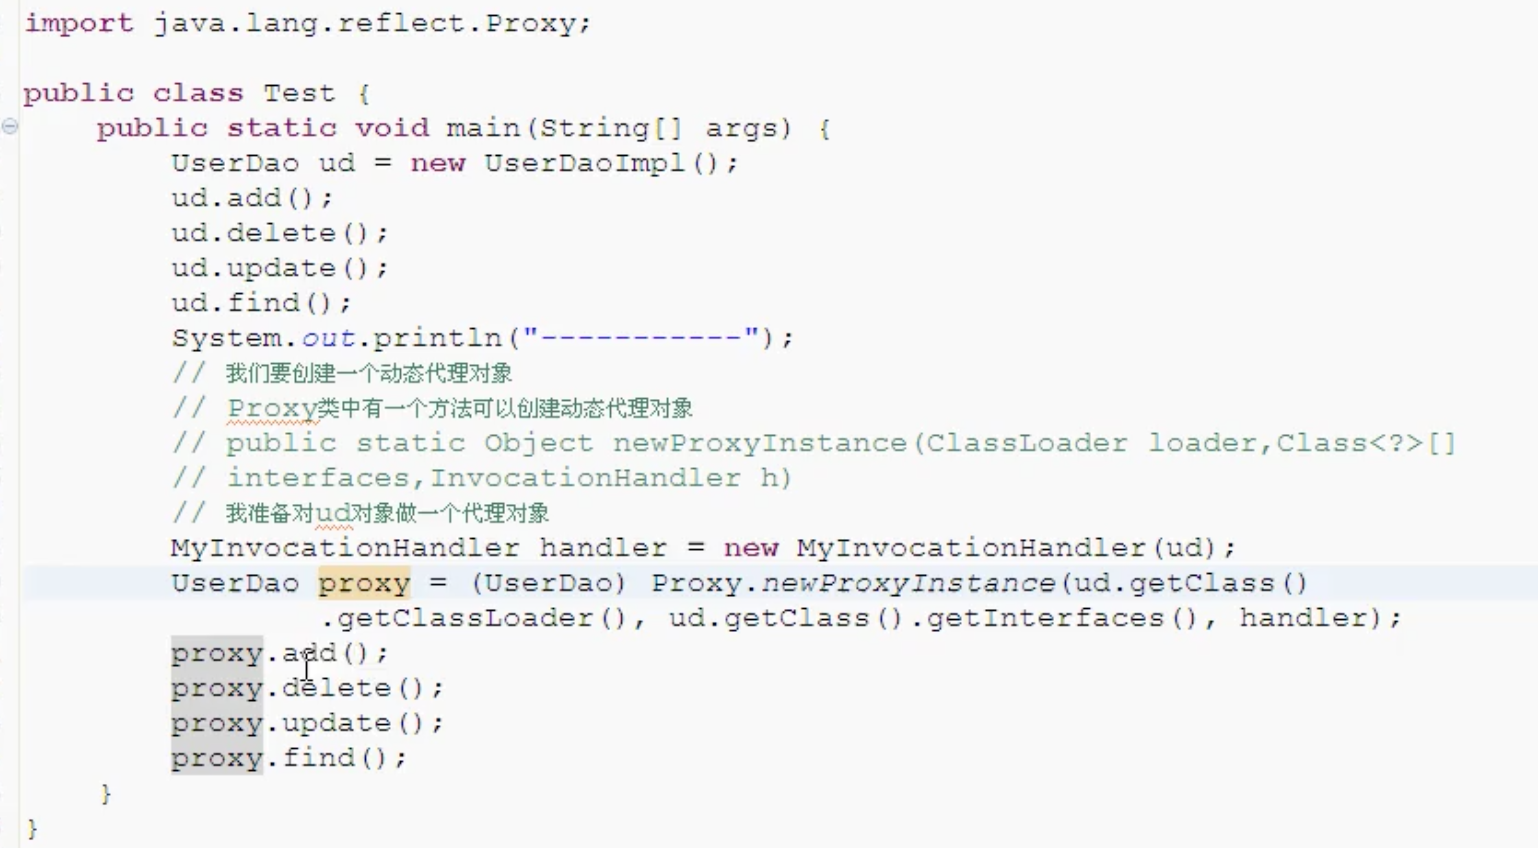 import java.lang.reflect.Proxy;
public class Test {
public static void main(String[] args) {
UserDao ud = new UserDaoImpl();
ud.add();
ud.delete();
ud.update();
ud.find();
System.out.println("-----------");
// 我们要创建一个动态代理对象
// Proxy类中有一个方法可以创建动态代理对象
// public static Object newProxyInstance(ClassLoader loader,Class<?>[]
// interfaces,InvocationHandler h)
// 我准备对ud对象做一个代理对象
MyInvocationHandler handler = new MyInvocationHandler(ud);
UserDao proxy = (UserDao) Proxy.newProxyInstance(ud.getClass()
.getClassLoader(), ud.getClass().getInterfaces(), handler);
proxy.add();
proxy.delete();
proxy.update();
proxy.find();
}
}